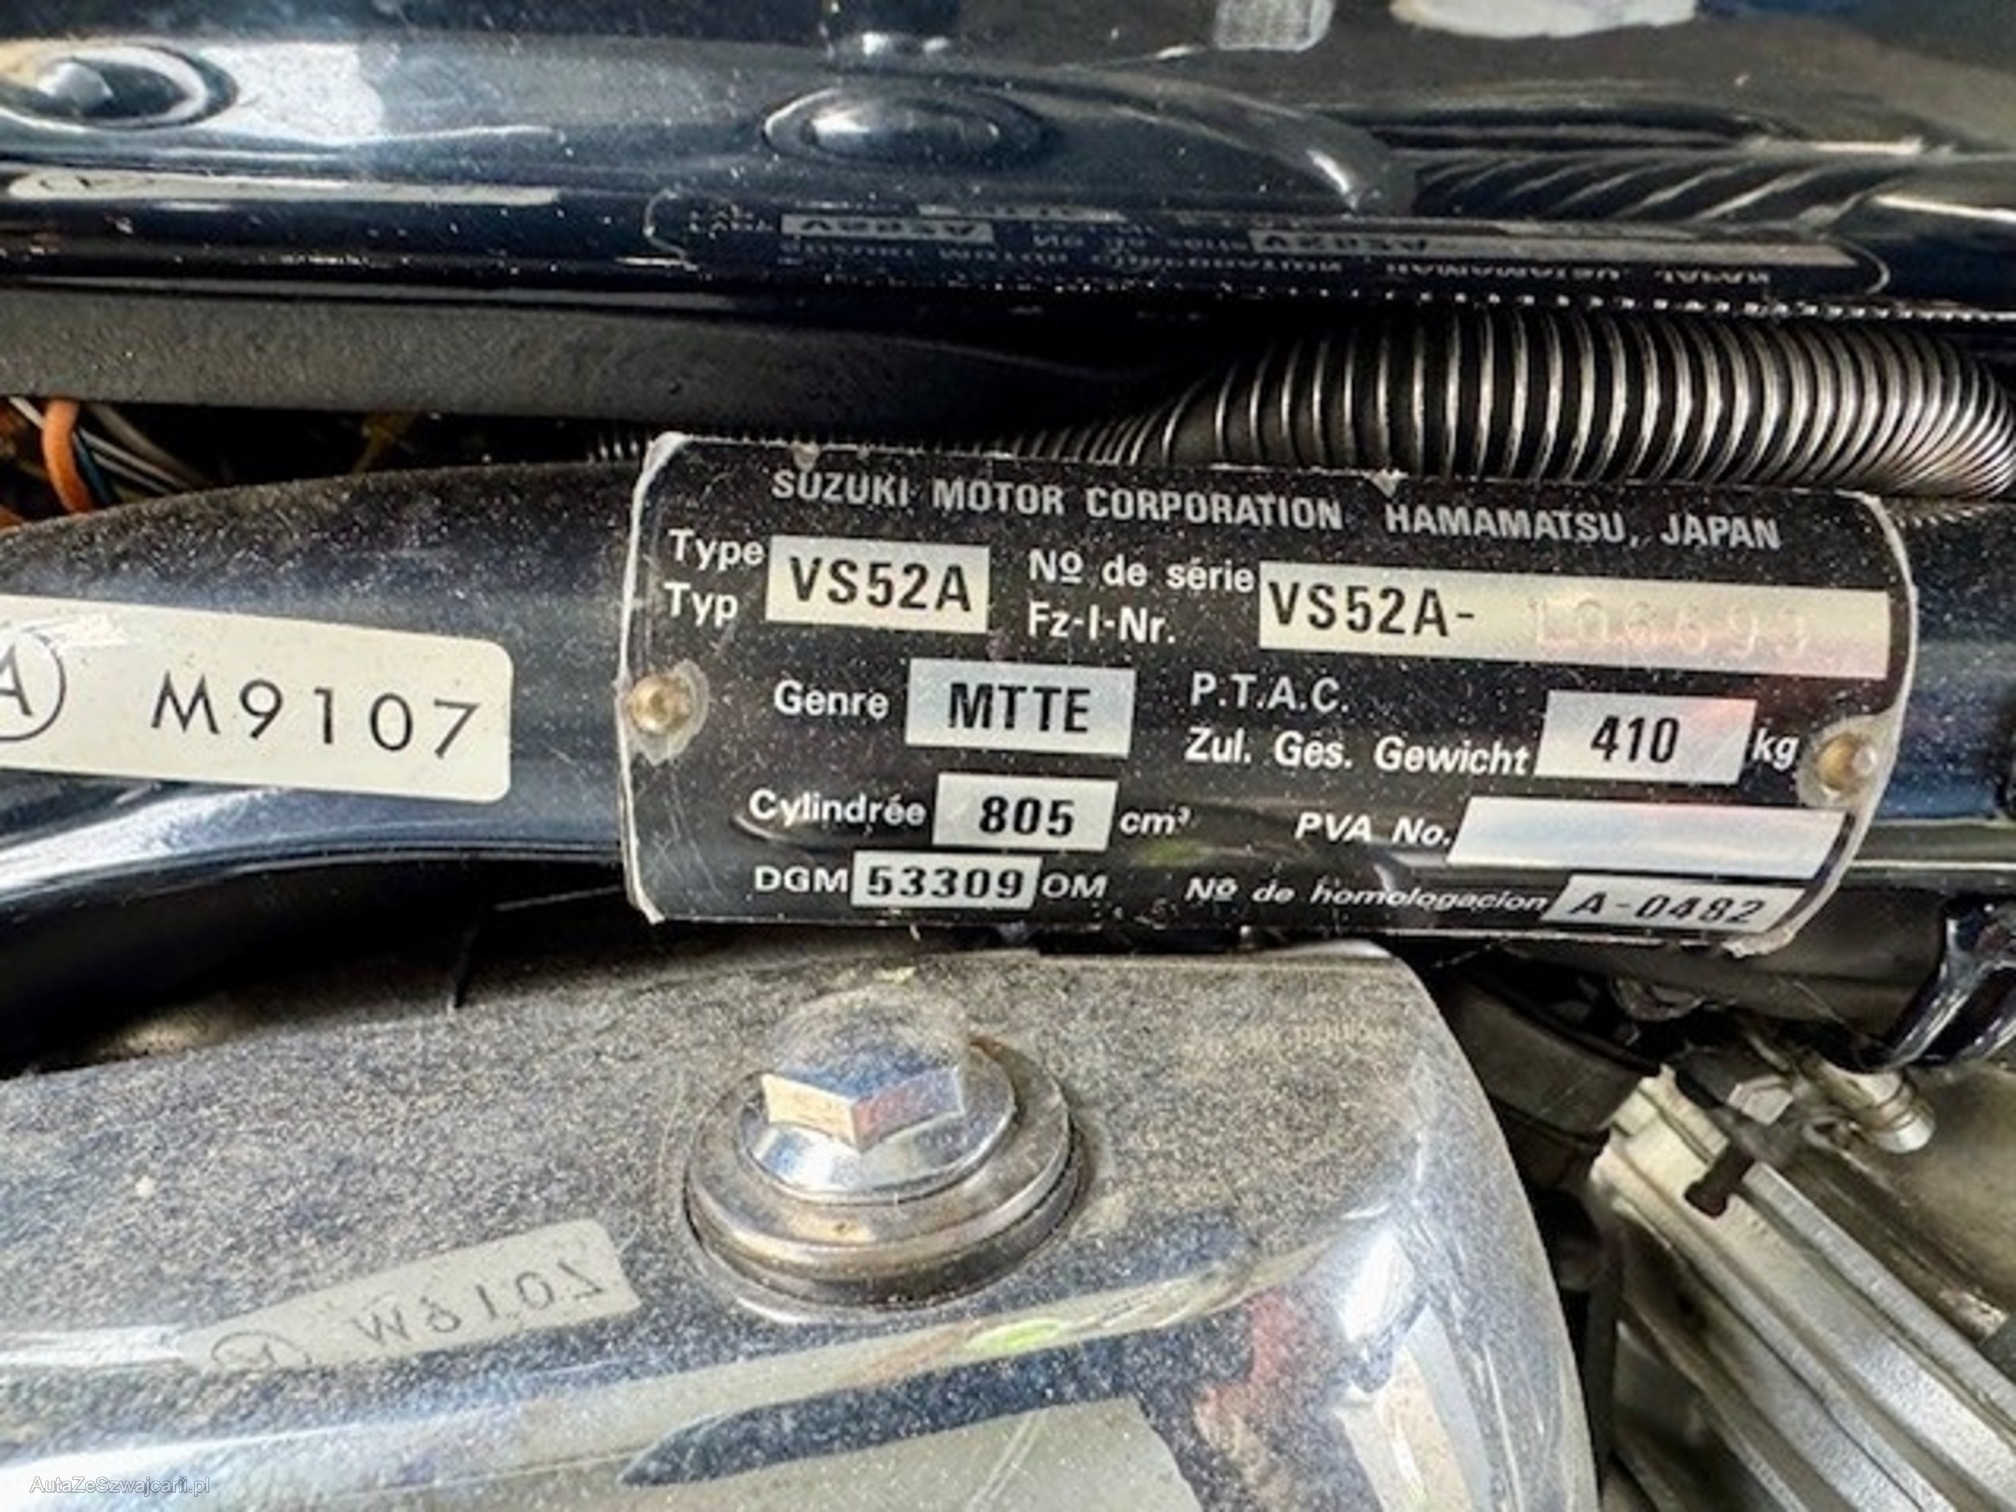 SUZUKI MOTOR CORPORATION HAMAMATSU, JAPAN
Type VS52A Nº de série VS52A-
Typ Fz-I-Nr.
Genre MTTE P.T.A.C.
Zul. Ges. Gewicht 410 kg
Cylindrée 805 cm³ PVA No.
DGM 53309 OM Nº de homologacion A-0482
A M9107
AutaZeSzwajcarii.pl